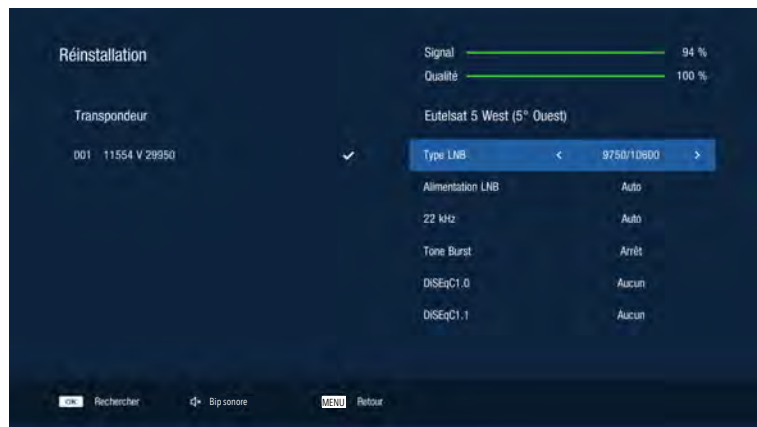 Réinstallation
Signal 94 %
Qualité 100 %
Transpondeur
Eutelsat 5 West (5° Ouest)
001 11554 V 29950
Type LNB < 9750/10600 >
Alimentation LNB Auto
22 kHz Auto
Tone Burst Arrêt
DiSEqC1.0 Aucun
DiSEqC1.1 Aucun
OK Rechercher Bip sonore MENU Retour